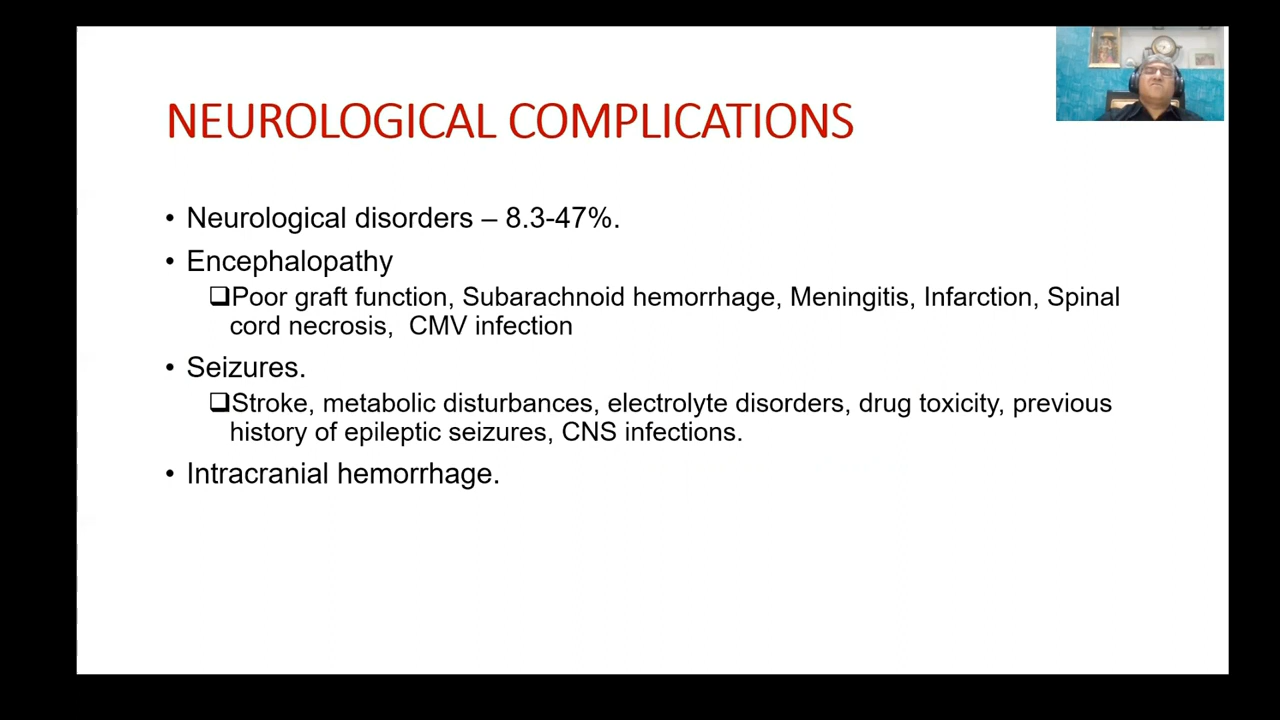 NEUROLOGICAL COMPLICATIONS
• Neurological disorders – 8.3-47%.
• Encephalopathy
❑Poor graft function, Subarachnoid hemorrhage, Meningitis, Infarction, Spinal
cord necrosis,  CMV infection
• Seizures.
❑Stroke, metabolic disturbances, electrolyte disorders, drug toxicity, previous
history of epileptic seizures, CNS infections.
• Intracranial hemorrhage.